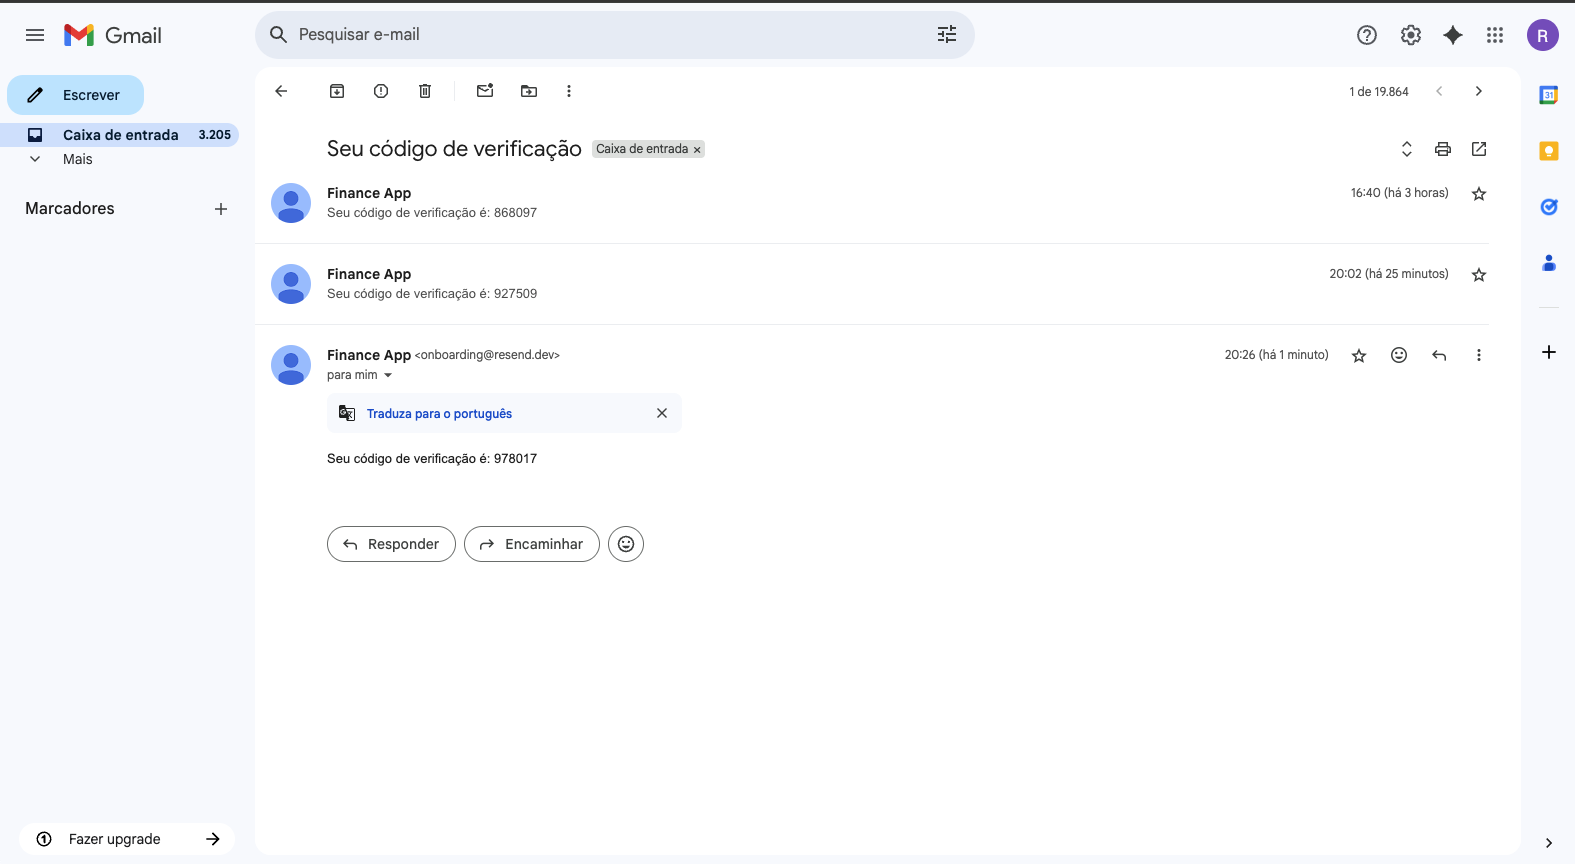 Gmail
Pesquisar e-mail
R
Escrever
Caixa de entrada 3.205
Mais
Marcadores
1 de 19.864
Seu código de verificação Caixa de entrada ×
Finance App 16:40 (há 3 horas)
Seu código de verificação é: 868097
Finance App 20:02 (há 25 minutos)
Seu código de verificação é: 927509
Finance App <onboarding@resend.dev> 20:26 (há 1 minuto)
para mim
Traduza para o português
Seu código de verificação é: 978017
Responder Encaminhar
Fazer upgrade
31